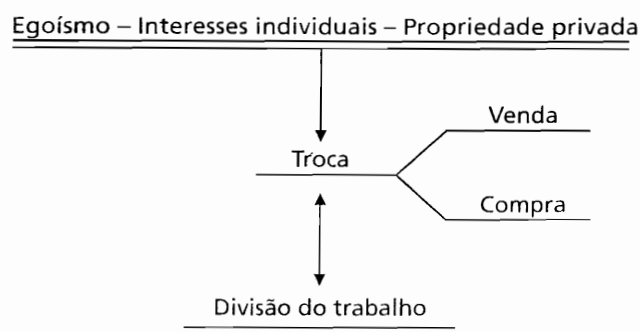 Egoísmo – Interesses individuais – Propriedade privada
Venda
Troca
Compra
Divisão do trabalho